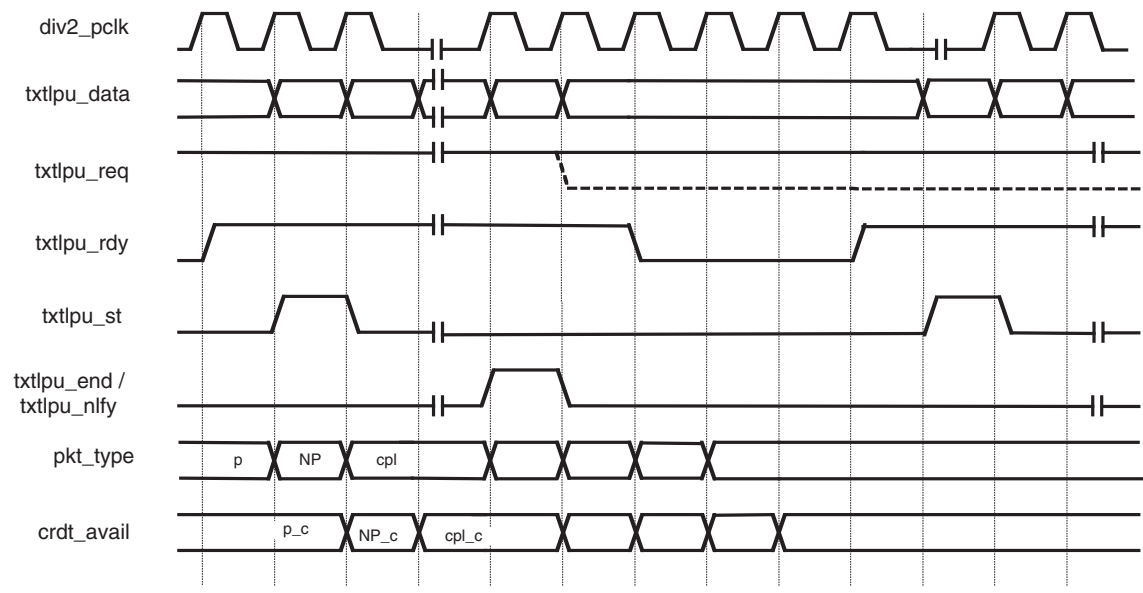 div2_pclk
txtlpu_data
txtlpu_req
txtlpu_rdy
txtlpu_st
txtlpu_end /
txtlpu_nlfy
pkt_type
p NP cpl
crdt_avail
p_c NP_c cpl_c